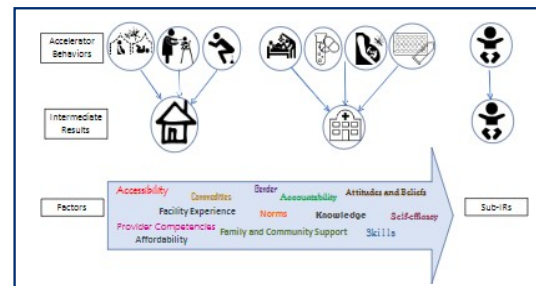 Accelerator
Behaviors
Intermediate
Results
Factors
Accessibility
Commodities
Gender
Accountability
Attitudes and Beliefs
Facility Experience
Norms
Knowledge
Self-efficacy
Provider Competencies
Family and Community Support
Skills
Affordability
Sub-IRs